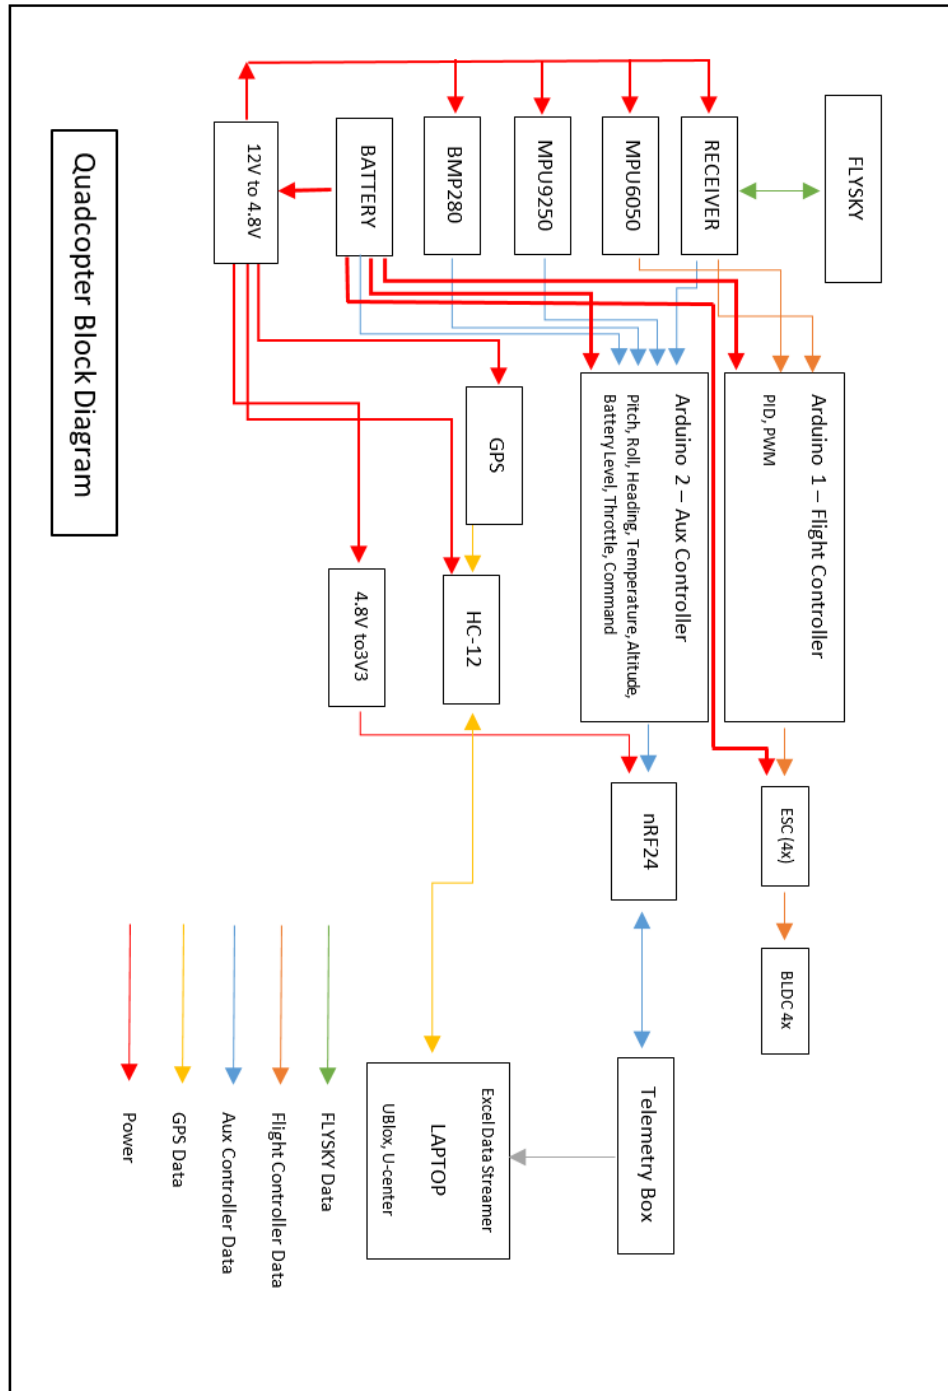 FLYSKY
RECEIVER
MPU6050
MPU9250
BMP280
BATTERY
12V to 4.8V
Arduino 1 – Flight Controller
PID, PWM
Arduino 2 – Aux Controller
Pitch, Roll, Heading, Temperature, Altitude,
Battery Level, Throttle, Command
GPS
HC-12
4.8V to3V3
ESC (4x)
BLDC 4x
nRF24
Telemetry Box
Excel Data Streamer
LAPTOP
UBlox, U-center
FLYSKY Data
Flight Controller Data
Aux Controller Data
GPS Data
Power
Quadcopter Block Diagram